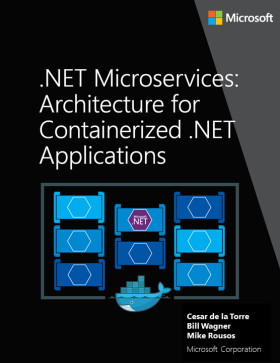 Microsoft
.NET Microservices:
Architecture for
Containerized .NET
Applications
Microsoft
.NET
Cesar de la Torre
Bill Wagner
Mike Rousos
Microsoft Corporation